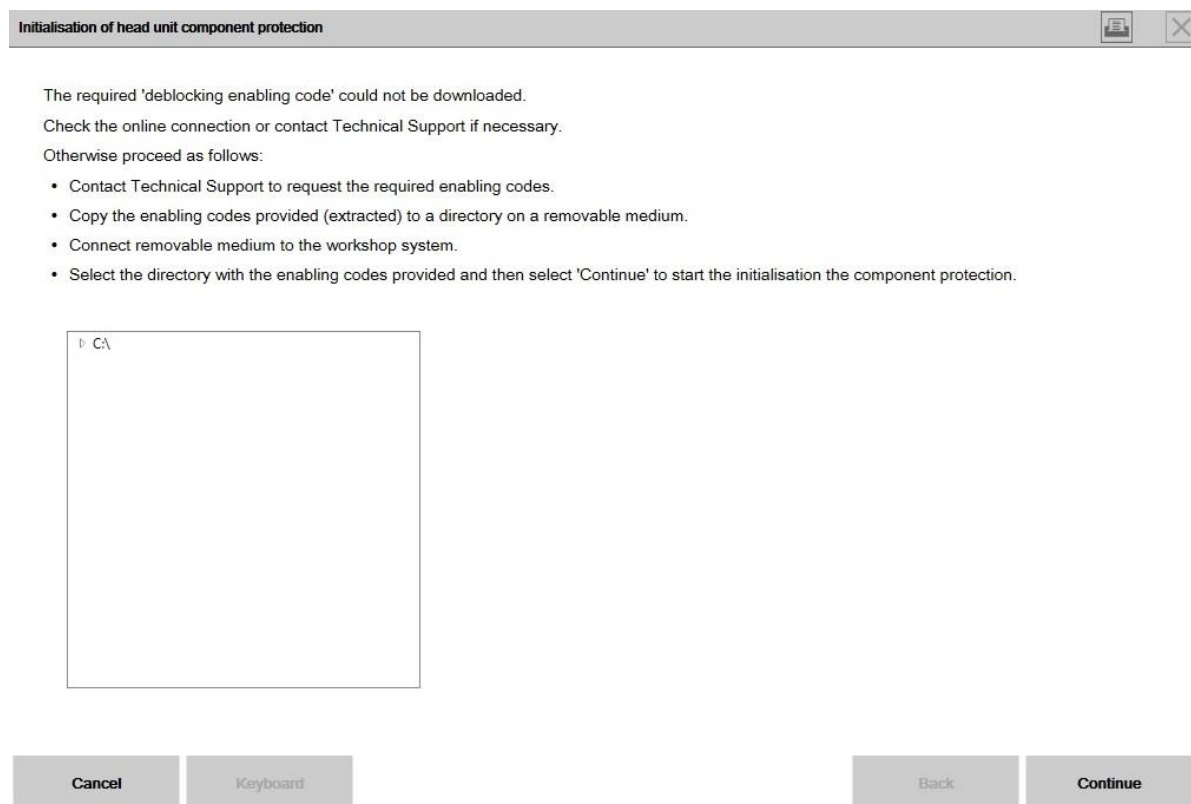 Initialisation of head unit component protection
The required 'deblocking enabling code' could not be downloaded.
Check the online connection or contact Technical Support if necessary.
Otherwise proceed as follows:
• Contact Technical Support to request the required enabling codes.
• Copy the enabling codes provided (extracted) to a directory on a removable medium.
• Connect removable medium to the workshop system.
• Select the directory with the enabling codes provided and then select 'Continue' to start the initialisation the component protection.
C:\
Cancel Keyboard Back Continue